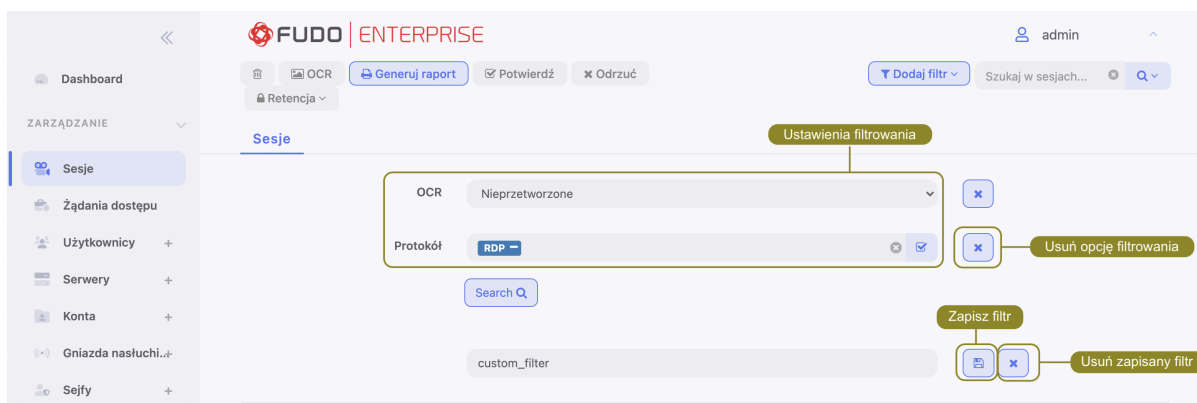 FUDO ENTERPRISE
admin
Dashboard
OCR Generuj raport Potwierdź Odrzuć
Dodaj filtr Szukaj w sesjach...
Retencja
ZARZĄDZANIE
Sesje
Ustawienia filtrowania
Sesje
OCR Nieprzetworzone
Żądania dostępu
Użytkownicy +
Protokół RDP
Usuń opcję filtrowania
Serwery +
Search
Konta +
Zapisz filtr
Gniazda nasłuchi... +
custom_filter
Usuń zapisany filtr
Sejfy +